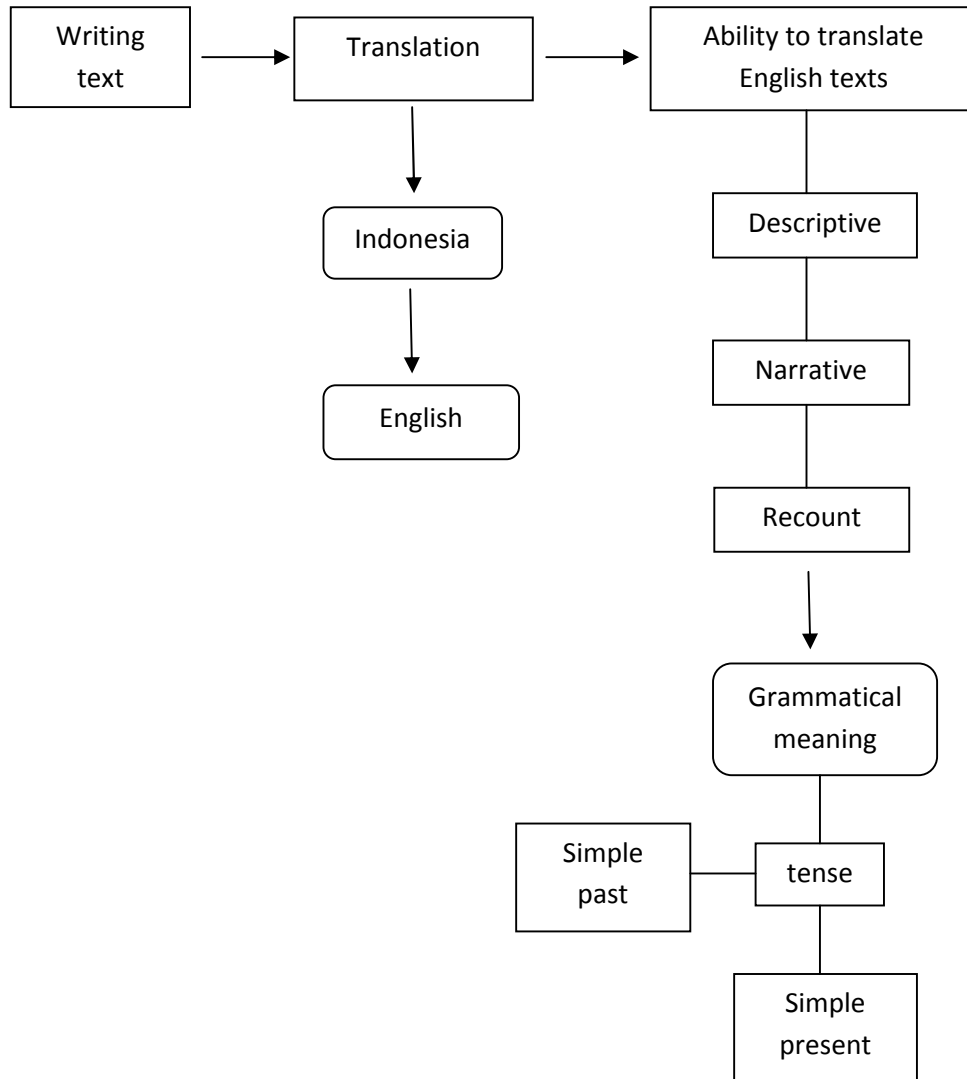 Writing
text
Translation
Ability to translate
English texts
Indonesia
English
Descriptive
Narrative
Recount
Grammatical
meaning
Simple
past
tense
Simple
present